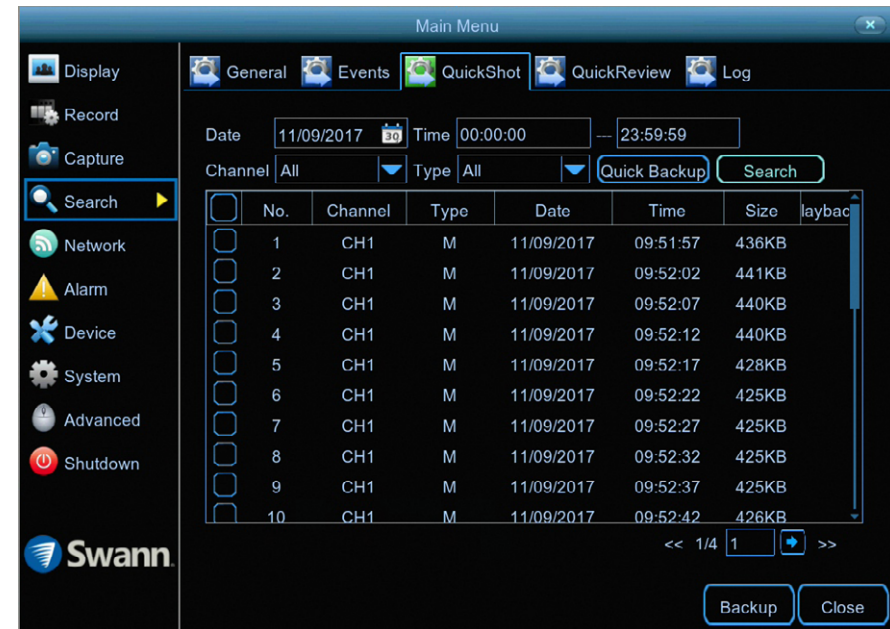 Main Menu
Display
Record
Capture
Search
Network
Alarm
Device
System
Advanced
Shutdown
Swann
General Events QuickShot QuickReview Log
Date 11/09/2017 30 Time 00:00:00 --- 23:59:59
Channel All Type All Quick Backup Search
No. Channel Type Date Time Size laybac
1 CH1 M 11/09/2017 09:51:57 436KB
2 CH1 M 11/09/2017 09:52:02 441KB
3 CH1 M 11/09/2017 09:52:07 440KB
4 CH1 M 11/09/2017 09:52:12 440KB
5 CH1 M 11/09/2017 09:52:17 428KB
6 CH1 M 11/09/2017 09:52:22 425KB
7 CH1 M 11/09/2017 09:52:27 425KB
8 CH1 M 11/09/2017 09:52:32 425KB
9 CH1 M 11/09/2017 09:52:37 425KB
10 CH1 M 11/09/2017 09:52:42 426KB
<< 1/4 1 >>
Backup Close